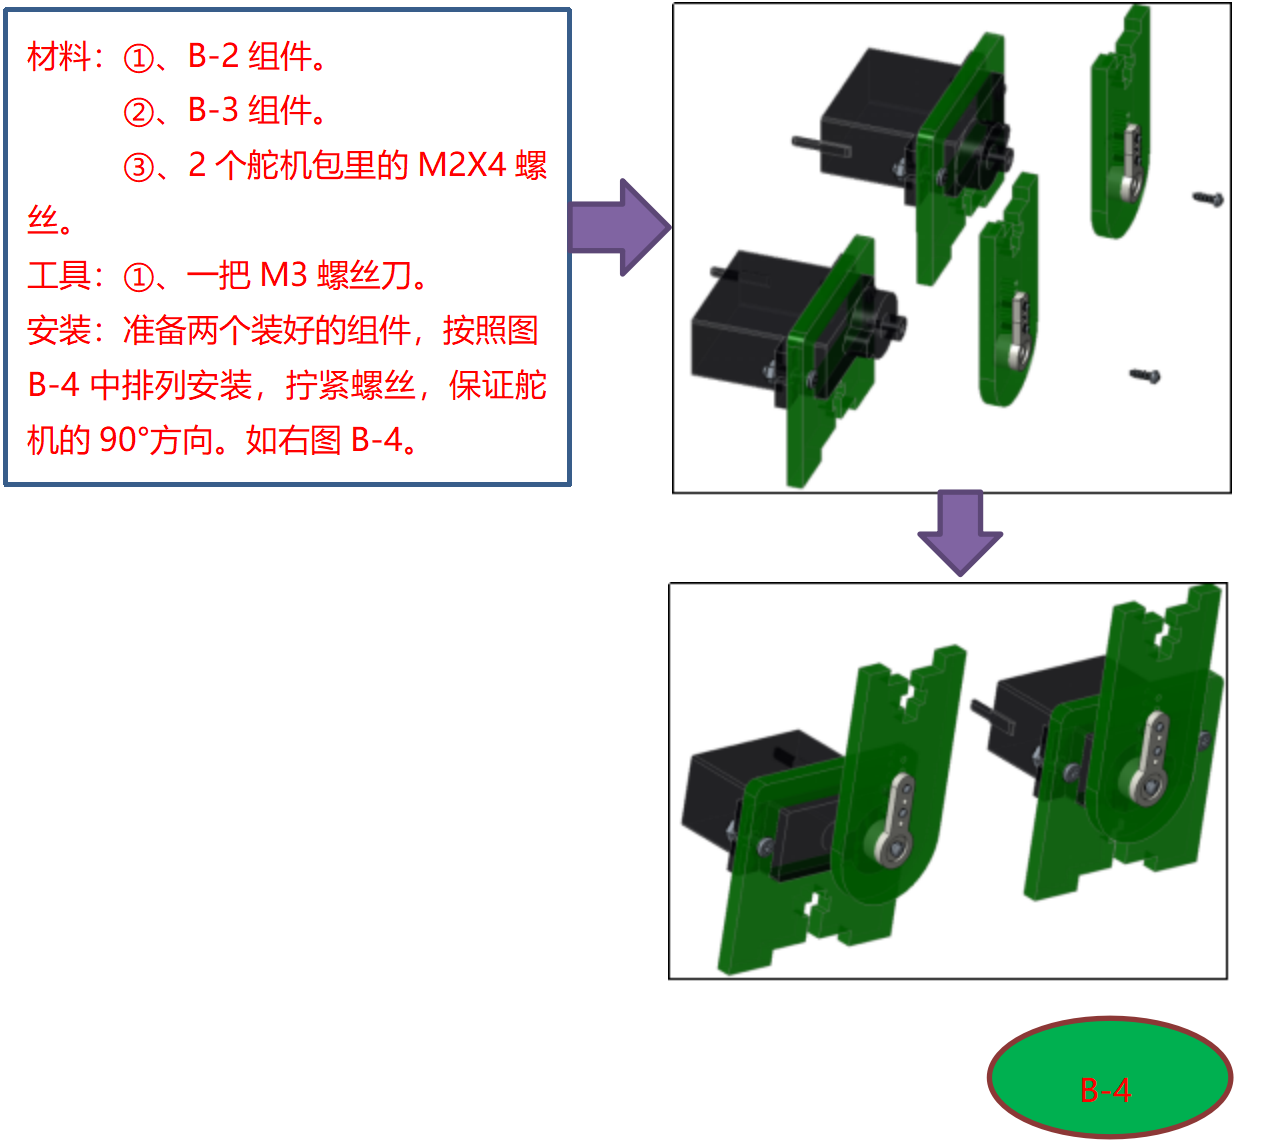 材料：①、B-2 组件。
②、B-3 组件。
③、2 个舵机包里的 M2X4 螺
丝。
工具：①、一把 M3 螺丝刀。
安装：准备两个装好的组件，按照图
B-4 中排列安装，拧紧螺丝，保证舵
机的 90°方向。如右图 B-4。
B-4